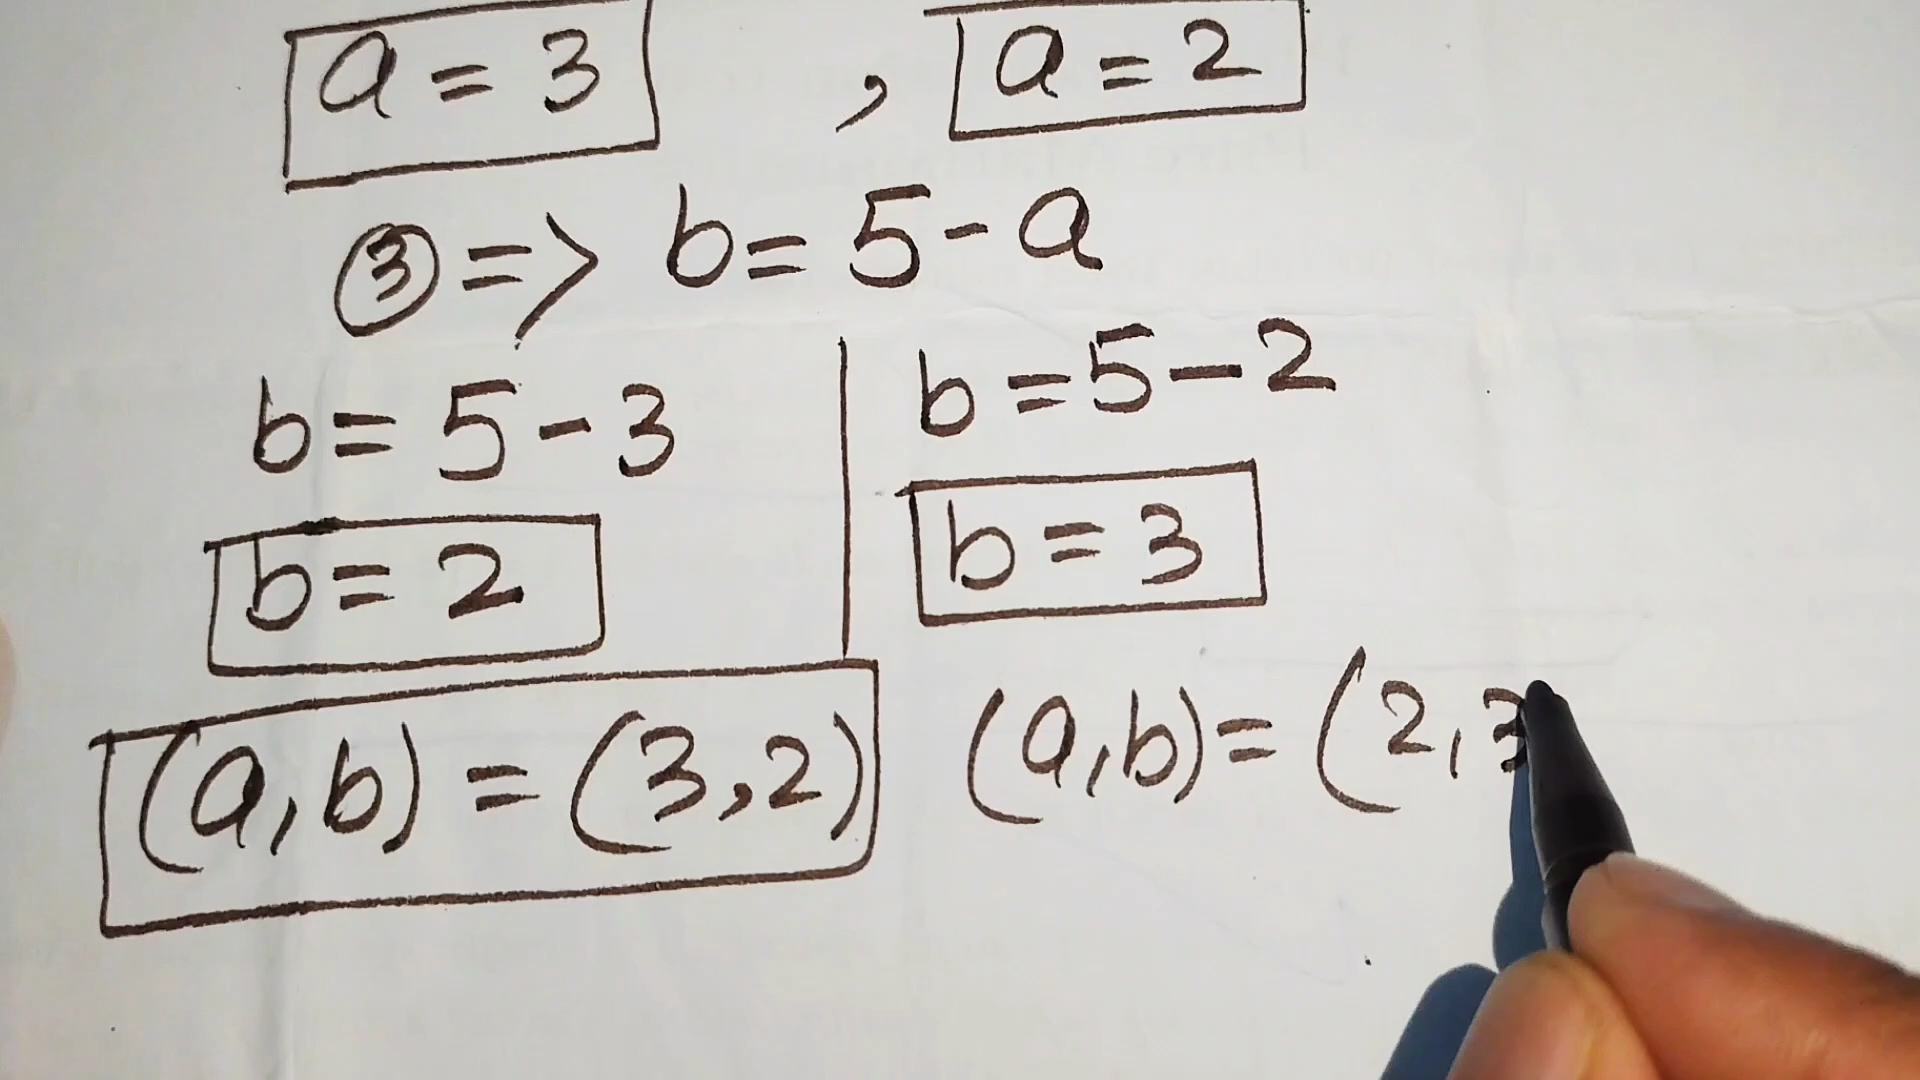 a = 3 , a = 2
③ => b = 5 - a
b = 5 - 3
b = 5 - 2
b = 2
b = 3
(a,b) = (3,2)
(a,b) = (2,3